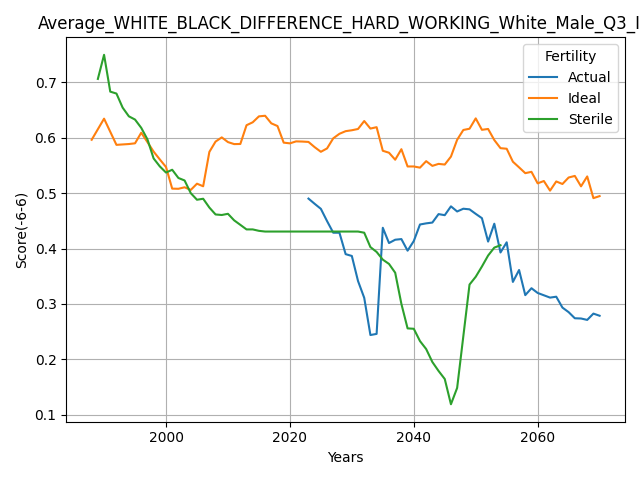 Average_WHITE_BLACK_DIFFERENCE_HARD_WORKING_White_Male_Q3_I
Fertility
Actual
Ideal
Sterile
Score(-6-6)
0.7
0.6
0.5
0.4
0.3
0.2
0.1
2000
2020
2040
2060
Years